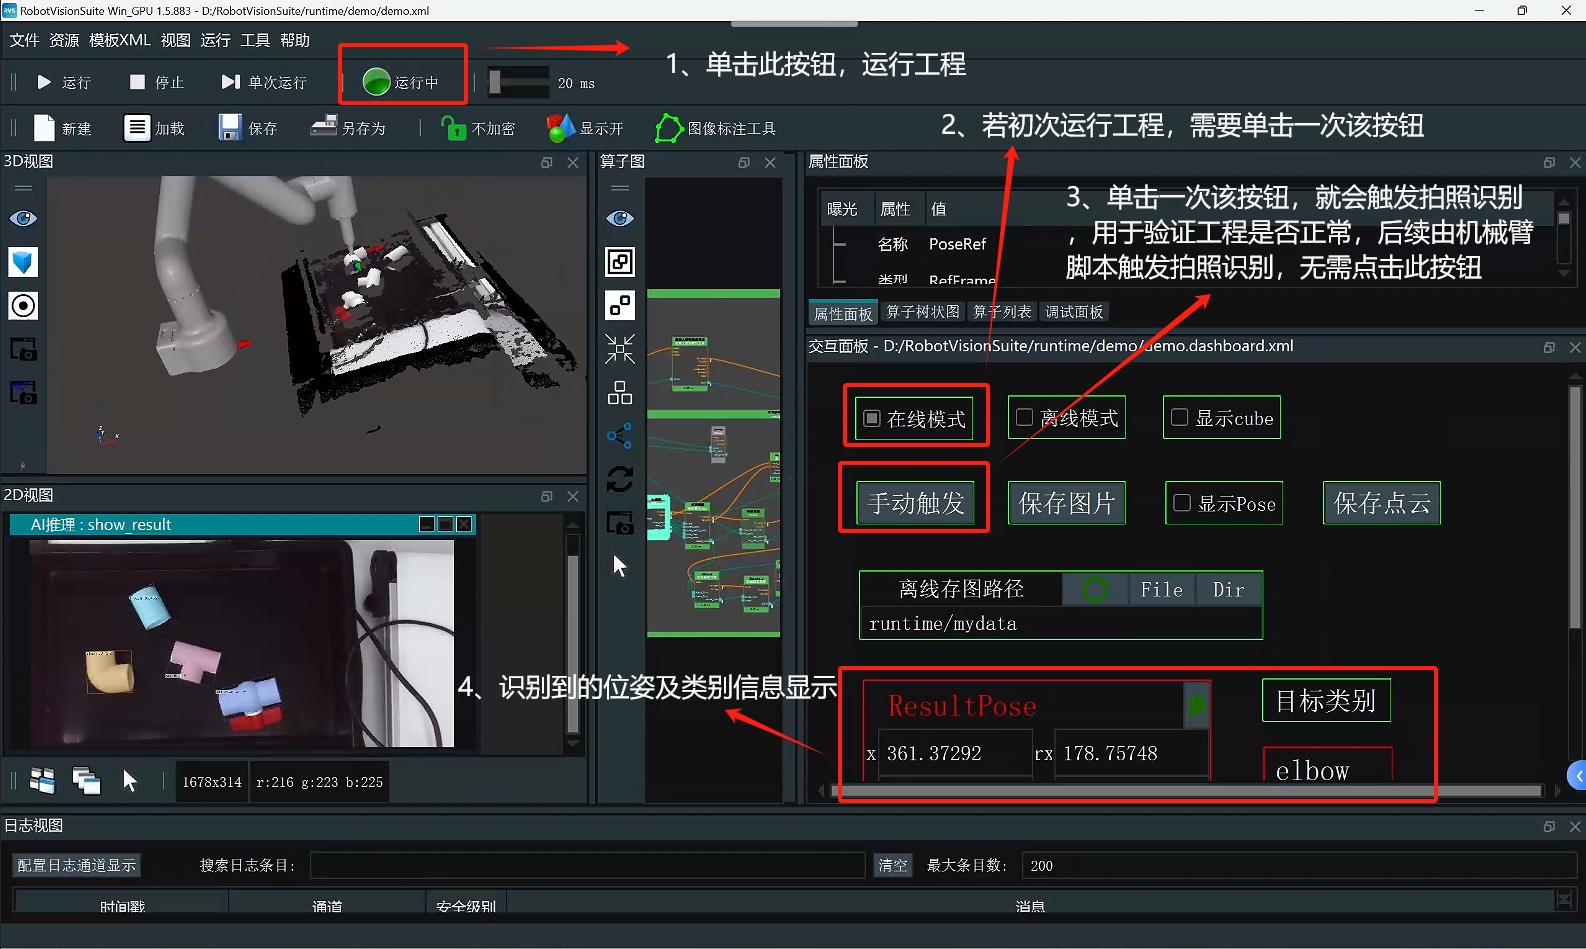 RobotVisionSuite Win_GPU 1.5.883 - D:/RobotVisionSuite/runtime/demo/demo.xml
文件 资源 模板XML 视图 运行 工具 帮助
运行 停止 单次运行 运行中 20 ms
1、单击此按钮，运行工程
新建 加载 保存 另存为 不加密 显示开 图像标注工具
2、若初次运行工程，需要单击一次该按钮
3D视图
算子图
属性面板
曝光 属性 值
名称 PoseRef
类型 RefFrame
3、单击一次该按钮，就会触发拍照识别
，用于验证工程是否正常，后续由机械臂
脚本触发拍照识别，无需点击此按钮
属性面板 算子树状图 算子列表 调试面板
交互面板 - D:/RobotVisionSuite/runtime/demo/demo.dashboard.xml
在线模式 离线模式 显示cube
手动触发 保存图片 显示Pose 保存点云
离线存图路径 File Dir
runtime/mydata
2D视图
AI推理 : show_result
4、识别到的位姿及类别信息显示
ResultPose 目标类别
x 361.37292 rx 178.75748
elbow
1678x314 r:216 g:223 b:225
日志视图
配置日志通道显示 搜索日志条目: 清空 最大条目数: 200
时间戳 通道 安全级别 消息